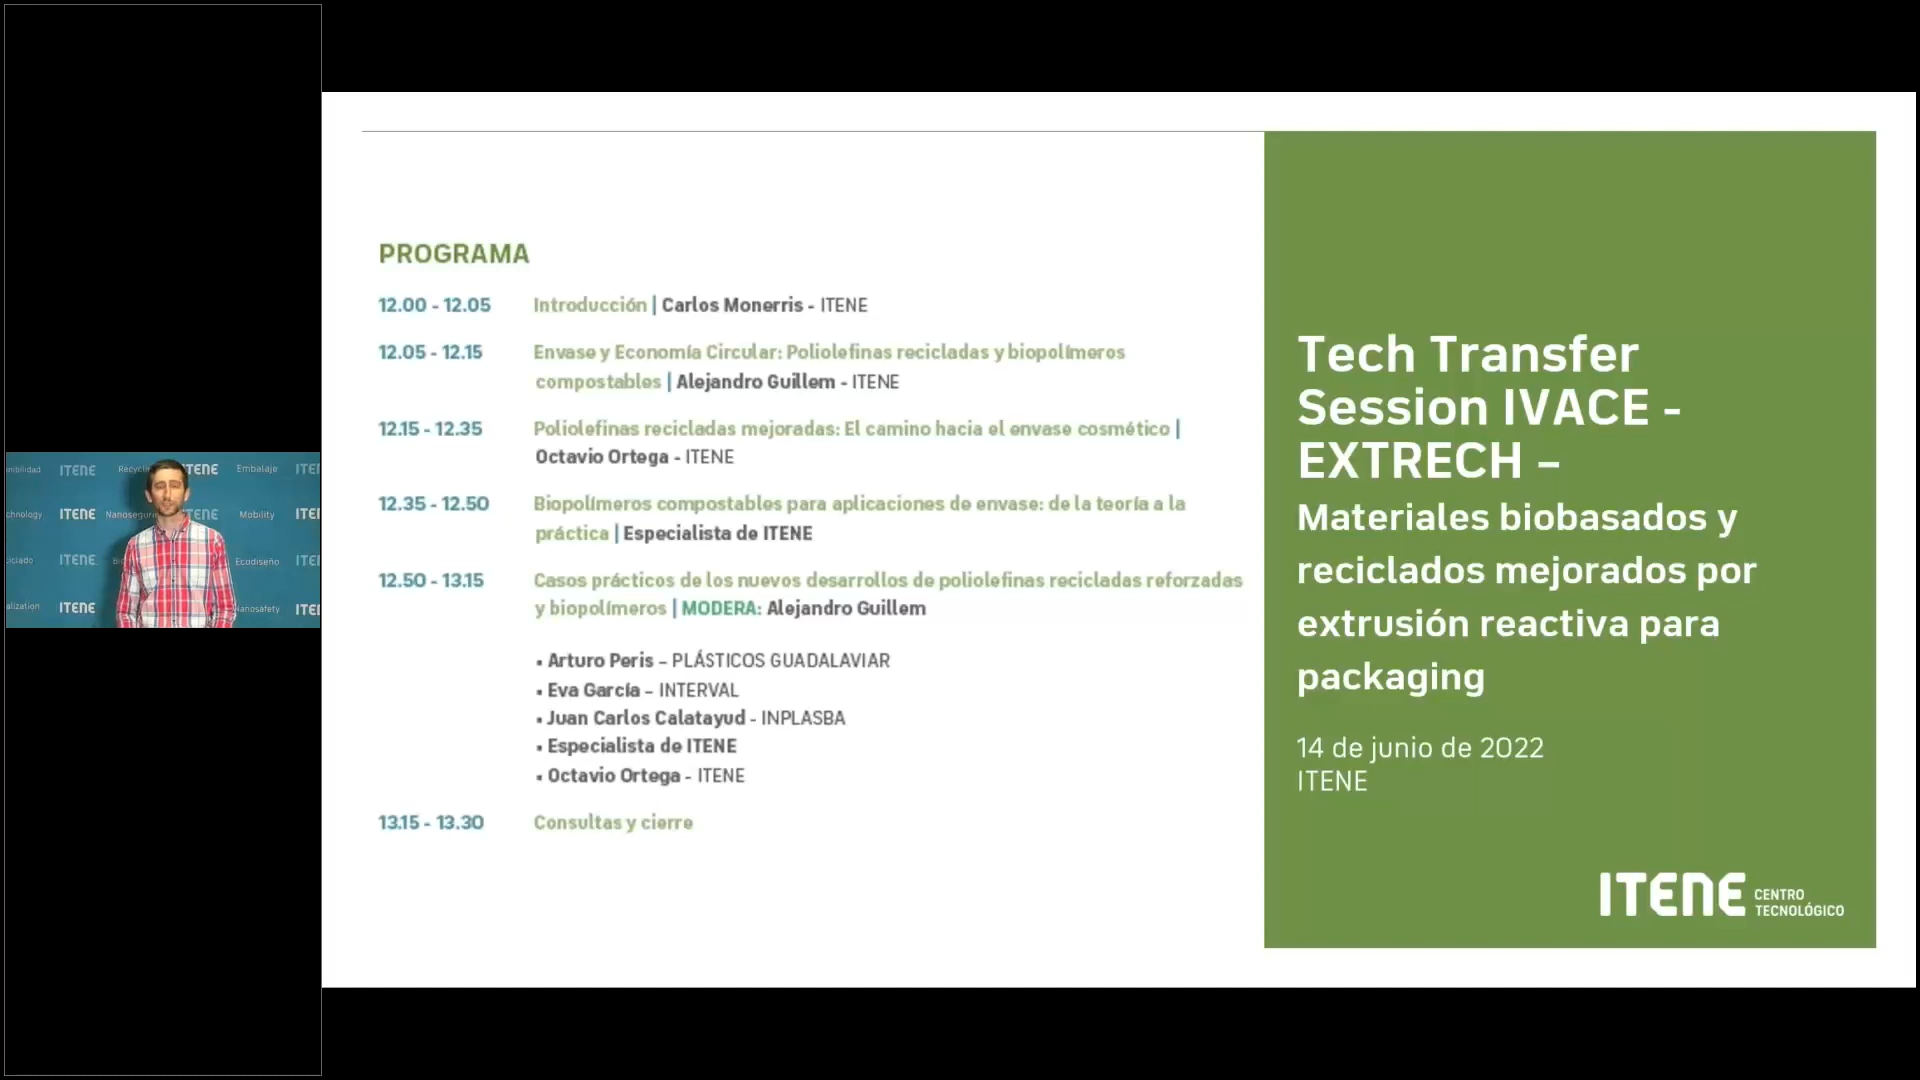 PROGRAMA
12.00 - 12.05 Introducción | Carlos Monerris - ITENE
12.05 - 12.15 Envase y Economía Circular: Poliolefinas recicladas y biopolímeros
compostables | Alejandro Guillem - ITENE
12.15 - 12.35 Poliolefinas recicladas mejoradas: El camino hacia el envase cosmético |
Octavio Ortega - ITENE
12.35 - 12.50 Biopolímeros compostables para aplicaciones de envase: de la teoría a la
práctica | Especialista de ITENE
12.50 - 13.15 Casos prácticos de los nuevos desarrollos de poliolefinas recicladas reforzadas
y biopolímeros | MODERA: Alejandro Guillem
• Arturo Peris – PLÁSTICOS GUADALAVIAR
• Eva García – INTERVAL
• Juan Carlos Calatayud - INPLASBA
• Especialista de ITENE
• Octavio Ortega - ITENE
13.15 - 13.30 Consultas y cierre
Tech Transfer
Session IVACE -
EXTRECH –
Materiales biobasados y
reciclados mejorados por
extrusión reactiva para
packaging
14 de junio de 2022
ITENE
ITENE CENTRO
TECNOLÓGICO
ITENE ITENE Embalaje
ITENE ITENE Mobility
ITENE Ecodiseño
ITENE